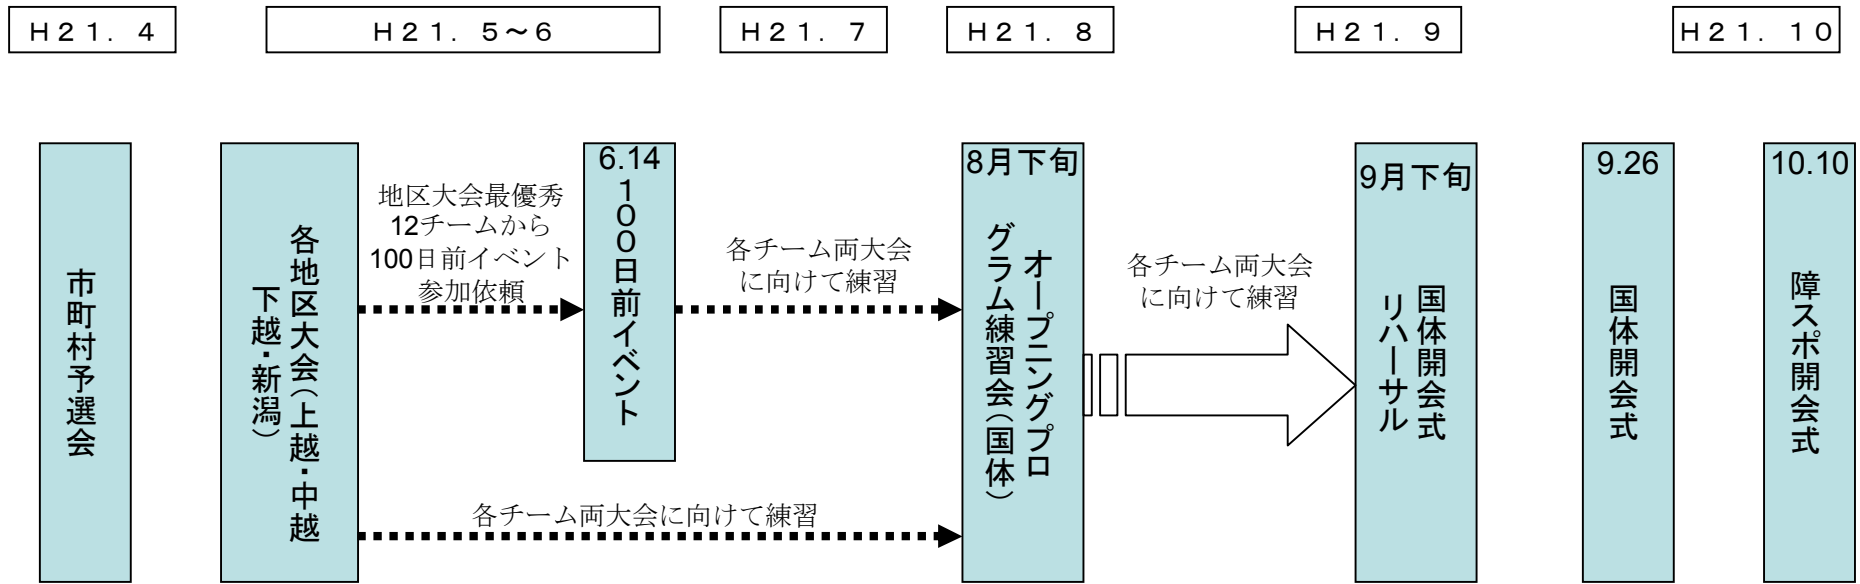 H21.4
H21.5~6
H21.7
H21.8
H21.9
H21.10
市町村予選会
各地区大会(上越・中越
下越・新潟)
地区大会最優秀
12チームから
100日前イベント
参加依頼
6.14
100日前イベント
各チーム両大会
に向けて練習
各チーム両大会に向けて練習
8月下旬
オープニングプロ
グラム練習会(国体)
各チーム両大会
に向けて練習
9月下旬
国体開会式
リハーサル
9.26
国体開会式
10.10
障スポ開会式